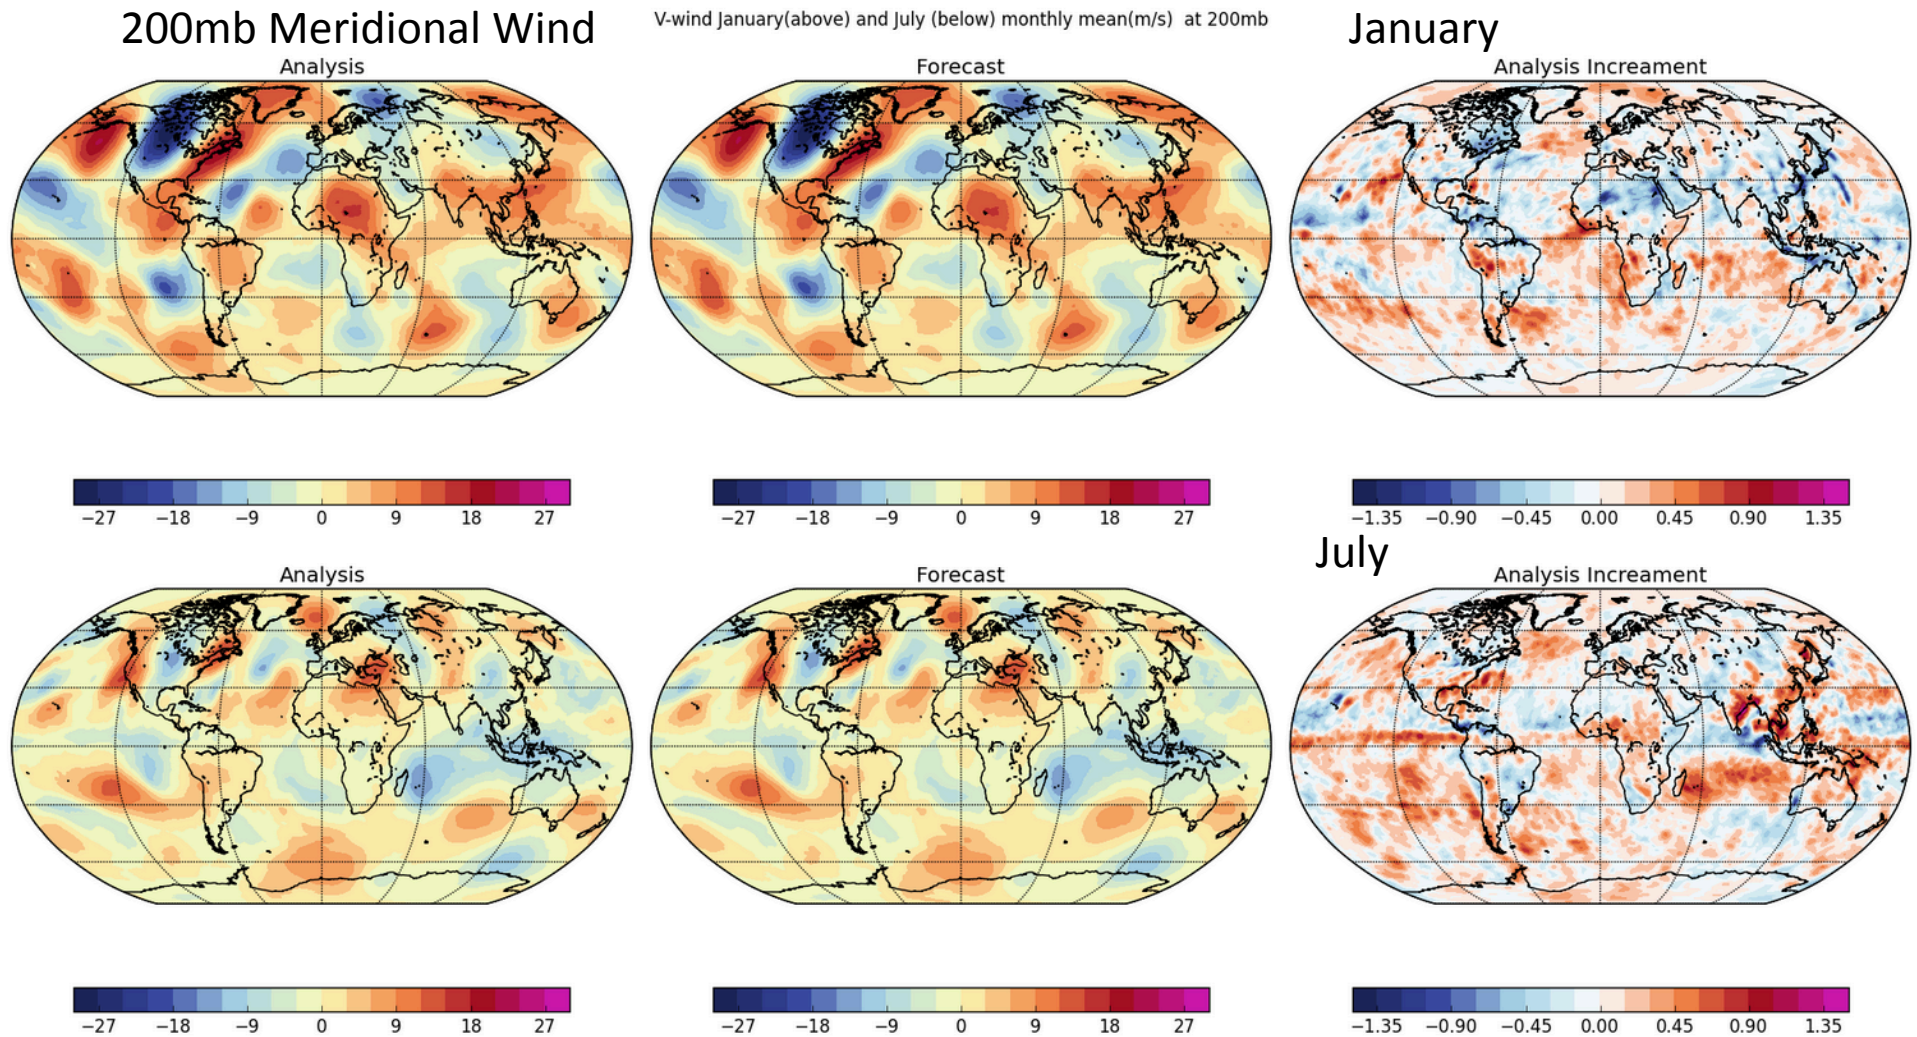 200mb Meridional Wind
V-wind January(above) and July (below) monthly mean(m/s)  at 200mb
January
Analysis
Forecast
Analysis Increament
−27 −18 −9 0 9 18 27
−27 −18 −9 0 9 18 27
−1.35 −0.90 −0.45 0.00 0.45 0.90 1.35
July
Analysis
Forecast
Analysis Increament
−27 −18 −9 0 9 18 27
−27 −18 −9 0 9 18 27
−1.35 −0.90 −0.45 0.00 0.45 0.90 1.35